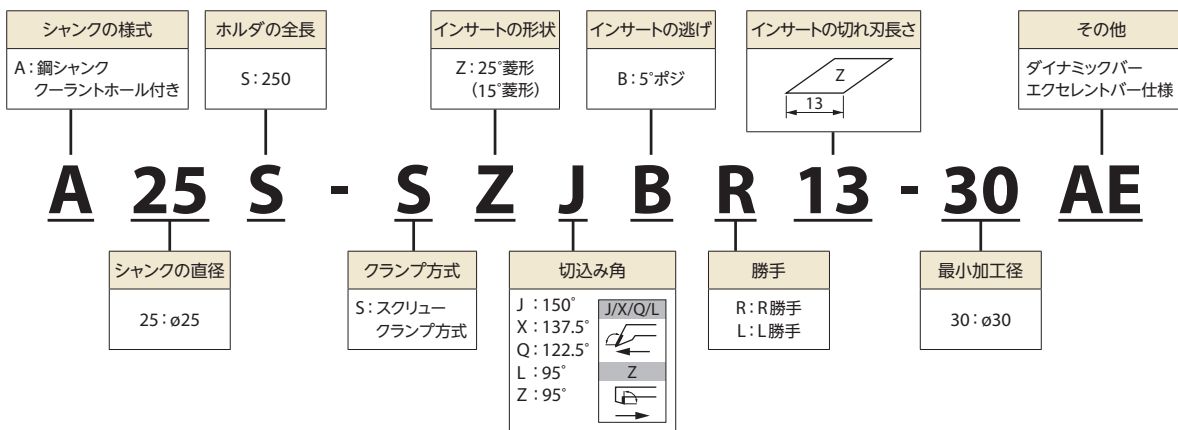 シャンクの様式
A：鋼シャンク
クーラントホール付き
ホルダの全長
S：250
インサートの形状
Z：25°菱形
（15°菱形）
インサートの逃げ
B：5°ポジ
インサートの切れ刃長さ
Z
13
その他
ダイナミックバー
エクセレントバー仕様
A 25 S - S Z J B R 13 - 30 AE
シャンクの直径
25：ø25
クランプ方式
S：スクリュー
クランプ方式
切込み角
J：150°
X：137.5°
Q：122.5°
L：95°
Z：95°
J/X/Q/L
Z
勝手
R：R勝手
L：L勝手
最小加工径
30：ø30